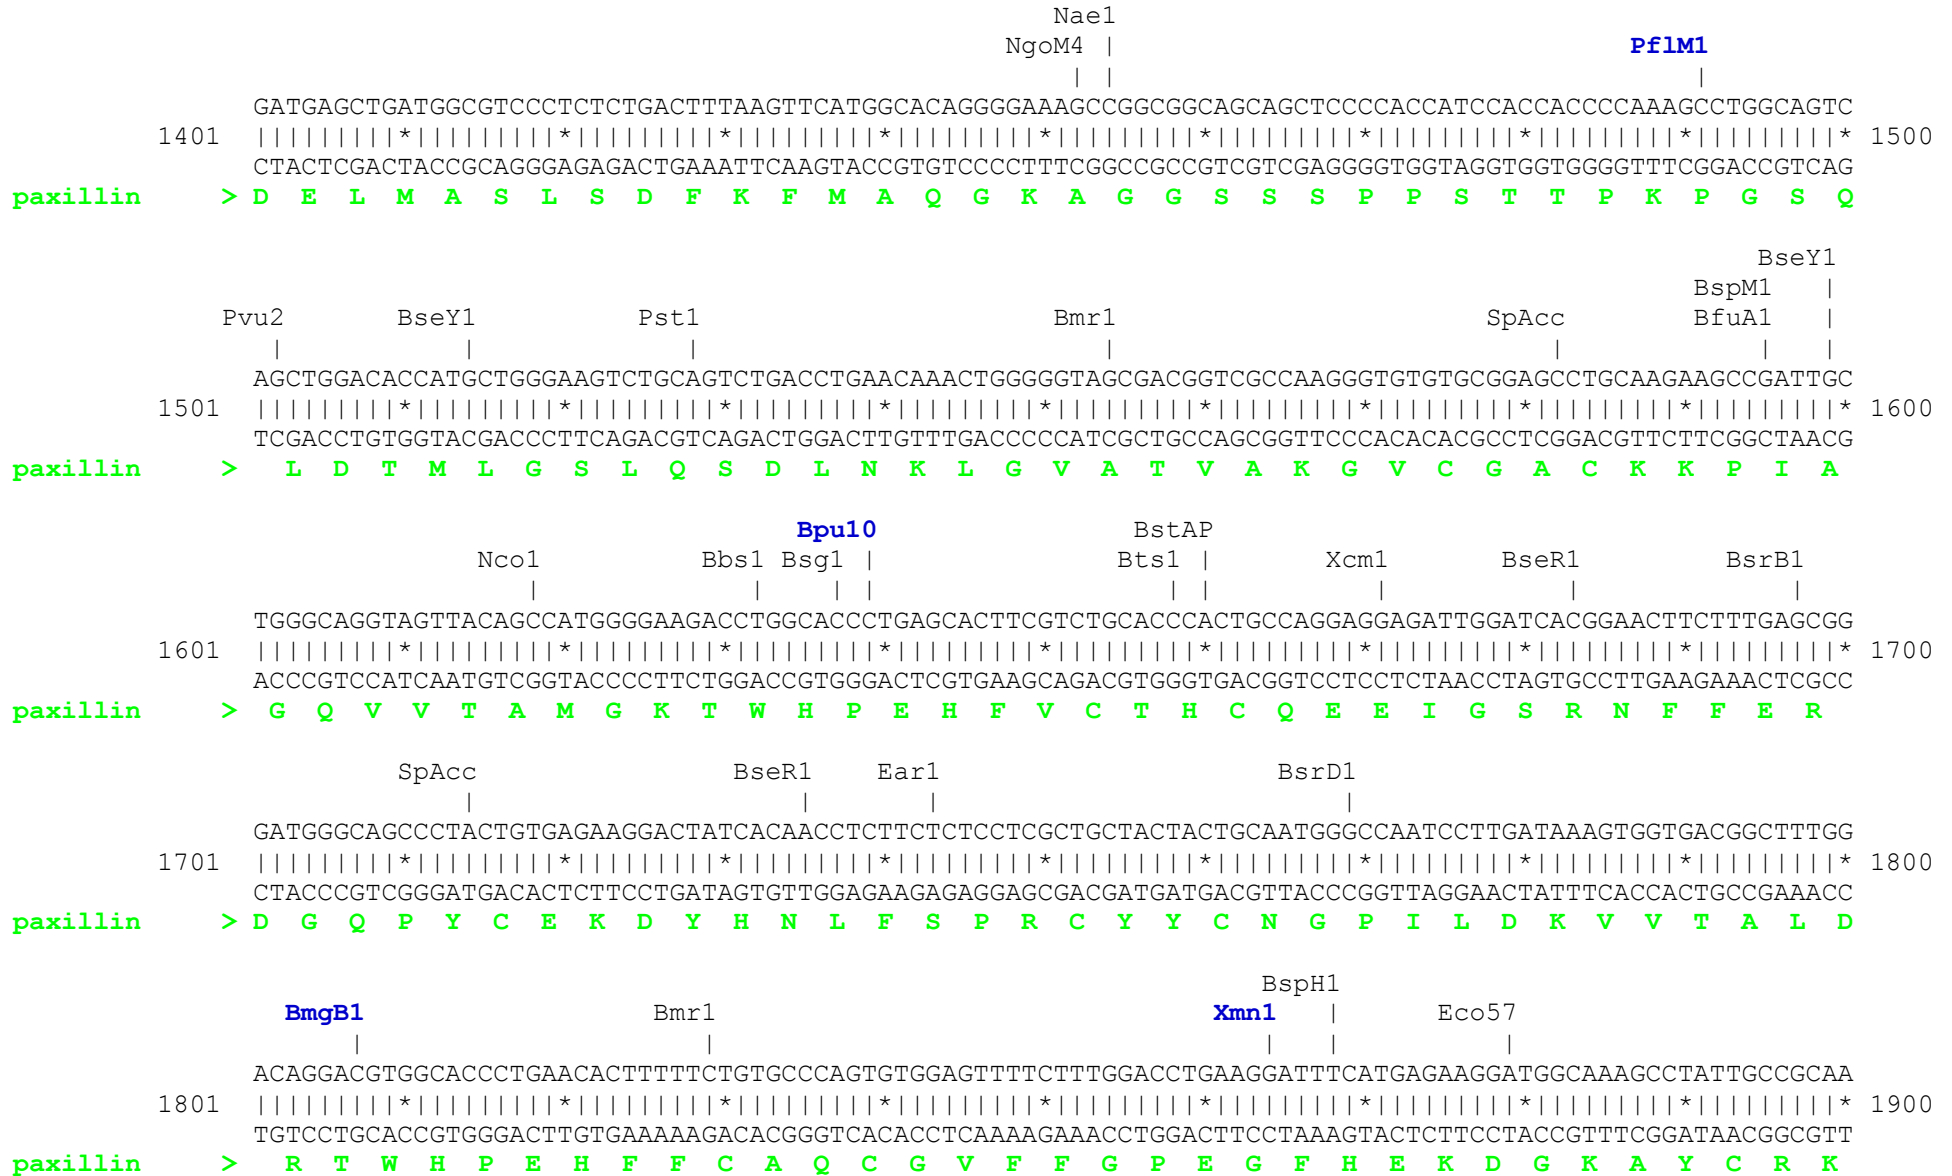 Nae1
NgoM4 | PflM1
| | |
GATGAGCTGATGGCGTCCCTCTCTGACTTTAAGTTCATGGCACAGGGGAAAGCCGGCGGCAGCAGCTCCCCACCATCCACCACCCCAAAGCCTGGCAGTC
1401 |||||||||*|||||||||*|||||||||*|||||||||*|||||||||*|||||||||*|||||||||*|||||||||*|||||||||*|||||||||* 1500
CTACTCGACTACCGCAGGGAGAGACTGAAATTCAAGTACCGTGTCCCCTTTCGGCCGCCGTCGTCGAGGGGTGGTAGGTGGTGGGGTTTCGGACCGTCAG
paxillin > D E L M A S L S D F K F M A Q G K A G G S S S P P S T T P K P G S Q
BseY1
BspM1 |
Pvu2 BseY1 Pst1 Bmr1 SpAcc BfuA1 |
| | | | | | |
AGCTGGACACCATGCTGGGAAGTCTGCAGTCTGACCTGAACAAACTGGGGGTAGCGACGGTCGCCAAGGGTGTGTGCGGAGCCTGCAAGAAGCCGATTGC
1501 |||||||||*|||||||||*|||||||||*|||||||||*|||||||||*|||||||||*|||||||||*|||||||||*|||||||||*|||||||||* 1600
TCGACCTGTGGTACGACCCTTCAGACGTCAGACTGGACTTGTTTGACCCCCATCGCTGCCAGCGGTTCCCACACACGCCTCGGACGTTCTTCGGCTAACG
paxillin > L D T M L G S L Q S D L N K L G V A T V A K G V C G A C K K P I A
Bpu10 BstAP
Nco1 Bbs1 Bsg1 | Bts1 | Xcm1 BseR1 BsrB1
| | | | | | | | |
TGGGCAGGTAGTTACAGCCATGGGGAAGACCTGGCACCCTGAGCACTTCGTCTGCACCCACTGCCAGGAGGAGATTGGATCACGGAACTTCTTTGAGCGG
1601 |||||||||*|||||||||*|||||||||*|||||||||*|||||||||*|||||||||*|||||||||*|||||||||*|||||||||*|||||||||* 1700
ACCCGTCCATCAATGTCGGTACCCCTTCTGGACCGTGGGACTCGTGAAGCAGACGTGGGTGACGGTCCTCCTCTAACCTAGTGCCTTGAAGAAACTCGCC
paxillin > G Q V V T A M G K T W H P E H F V C T H C Q E E I G S R N F F E R
SpAcc BseR1 Ear1 BsrD1
| | | |
GATGGGCAGCCCTACTGTGAGAAGGACTATCACAACCTCTTCTCTCCTCGCTGCTACTACTGCAATGGGCCAATCCTTGATAAAGTGGTGACGGCTTTGG
1701 |||||||||*|||||||||*|||||||||*|||||||||*|||||||||*|||||||||*|||||||||*|||||||||*|||||||||*|||||||||* 1800
CTACCCGTCGGGATGACACTCTTCCTGATAGTGTTGGAGAAGAGAGGAGCGACGATGATGACGTTACCCGGTTAGGAACTATTTCACCACTGCCGAAACC
paxillin > D G Q P Y C E K D Y H N L F S P R C Y Y C N G P I L D K V V T A L D
BspH1
BmgB1 Bmr1 Xmn1 | Eco57
| | | | |
ACAGGACGTGGCACCCTGAACACTTTTTCTGTGCCCAGTGTGGAGTTTTCTTTGGACCTGAAGGATTTCATGAGAAGGATGGCAAAGCCTATTGCCGCAA
1801 |||||||||*|||||||||*|||||||||*|||||||||*|||||||||*|||||||||*|||||||||*|||||||||*|||||||||*|||||||||* 1900
TGTCCTGCACCGTGGGACTTGTGAAAAAGACACGGGTCACACCTCAAAAGAAACCTGGACTTCCTAAAGTACTCTTCCTACCGTTTCGGATAACGGCGTT
paxillin > R T W H P E H F F C A Q C G V F F G P E G F H E K D G K A Y C R K